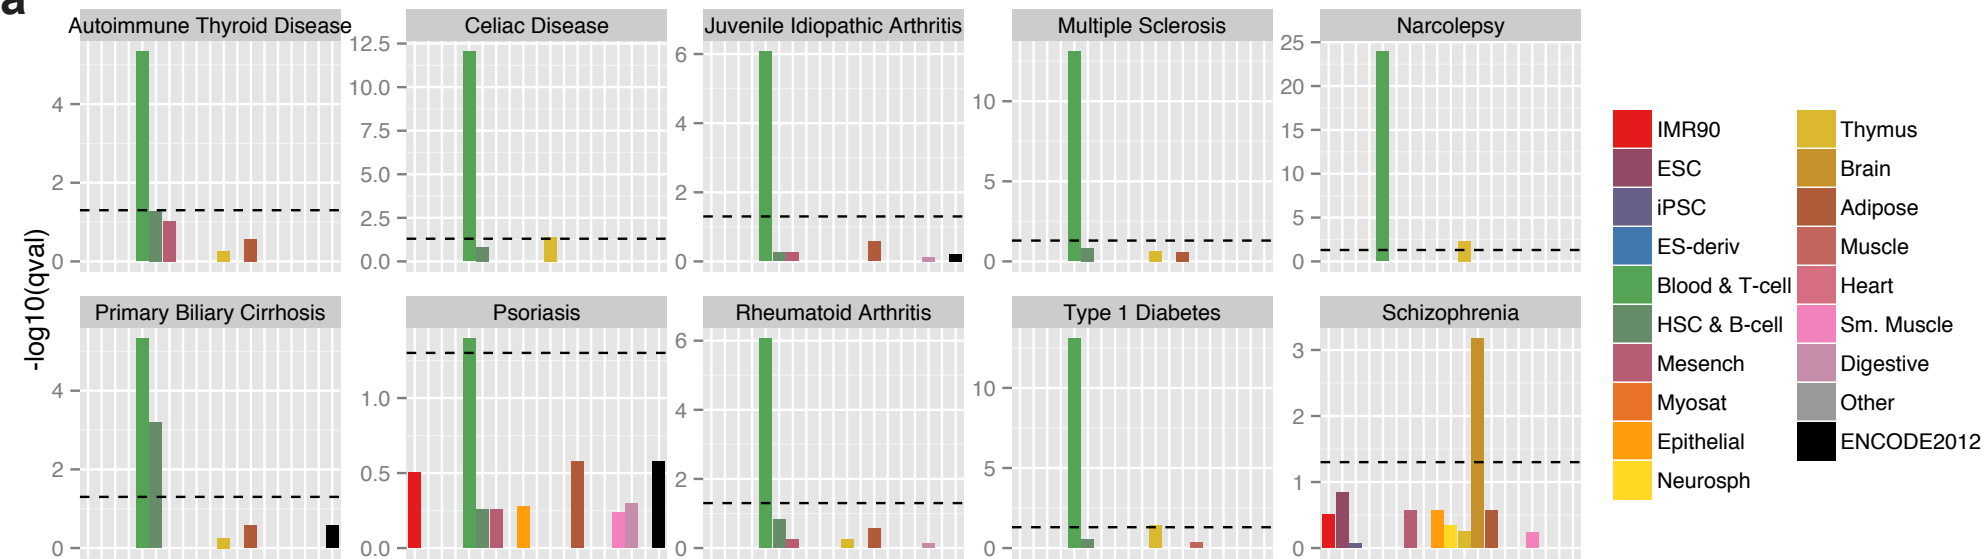 a
Autoimmune Thyroid Disease
Celiac Disease
Juvenile Idiopathic Arthritis
Multiple Sclerosis
Narcolepsy
4
2
0
12.5
10.0
7.5
5.0
2.5
0.0
6
4
2
0
10
5
0
25
20
15
10
5
0
-log10(qval)
Primary Biliary Cirrhosis
Psoriasis
Rheumatoid Arthritis
Type 1 Diabetes
Schizophrenia
4
2
0
1.0
0.5
0.0
6
4
2
0
10
5
0
3
2
1
0
IMR90
ESC
iPSC
ES-deriv
Blood & T-cell
HSC & B-cell
Mesench
Myosat
Epithelial
Neurosph
Thymus
Brain
Adipose
Muscle
Heart
Sm. Muscle
Digestive
Other
ENCODE2012